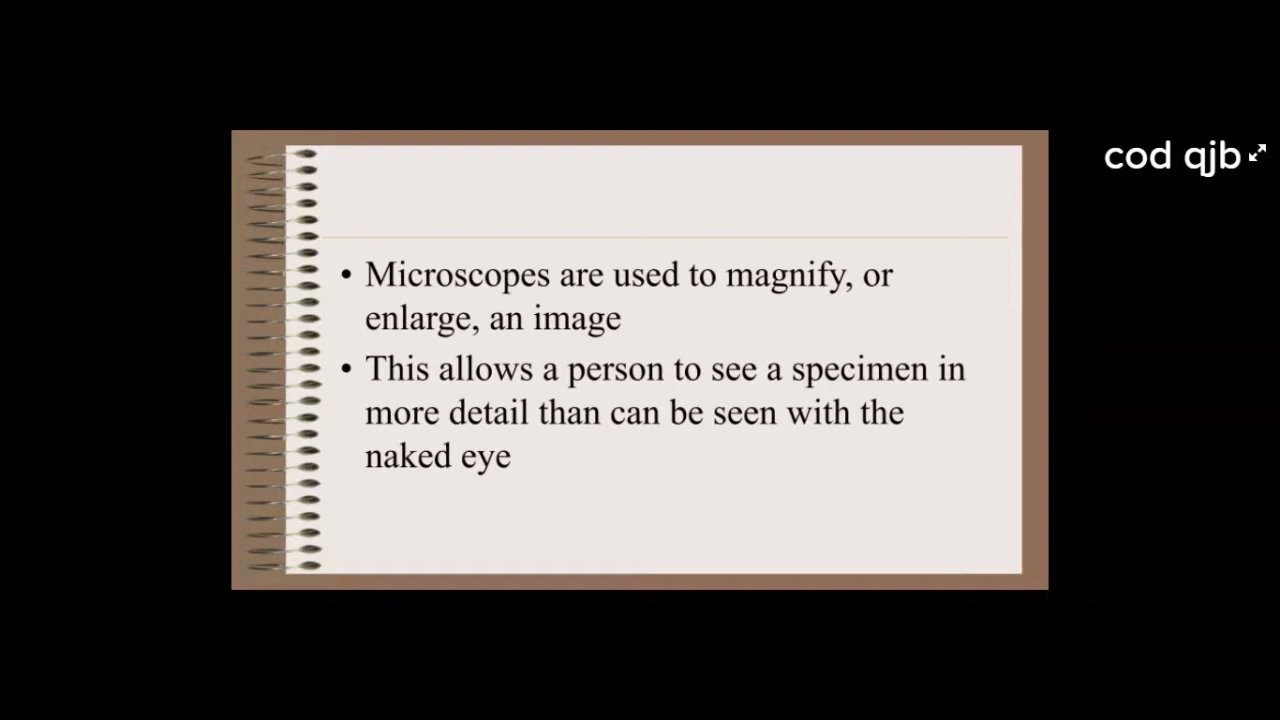 cod qjb
• Microscopes are used to magnify, or
enlarge, an image
• This allows a person to see a specimen in
more detail than can be seen with the
naked eye